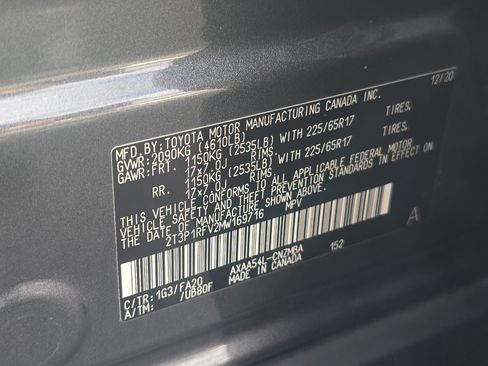 12/20
MFD.BY:TOYOTA MOTOR MANUFACTURING CANADA INC.
GVWR:2090KG (4610LB)
GAWR:FRT. 1150KG (2535LB) WITH 225/65R17 TIRES,
17x7.0J RIMS
RR. 1150KG (2535LB) WITH 225/65R17 TIRES,
17x7.0J RIMS
THIS VEHICLE CONFORMS TO ALL APPLICABLE FEDERAL MOTOR
VEHICLE SAFETY AND THEFT PREVENTION STANDARDS IN EFFECT
ON THE DATE OF MANUFACTURE SHOWN ABOVE.
2T3P1RFV2MW169716 MPV
A
AXAA54L-CNZMBA 152
C/TR: 1G3/FA20 MADE IN CANADA
A/TM: /UB80F